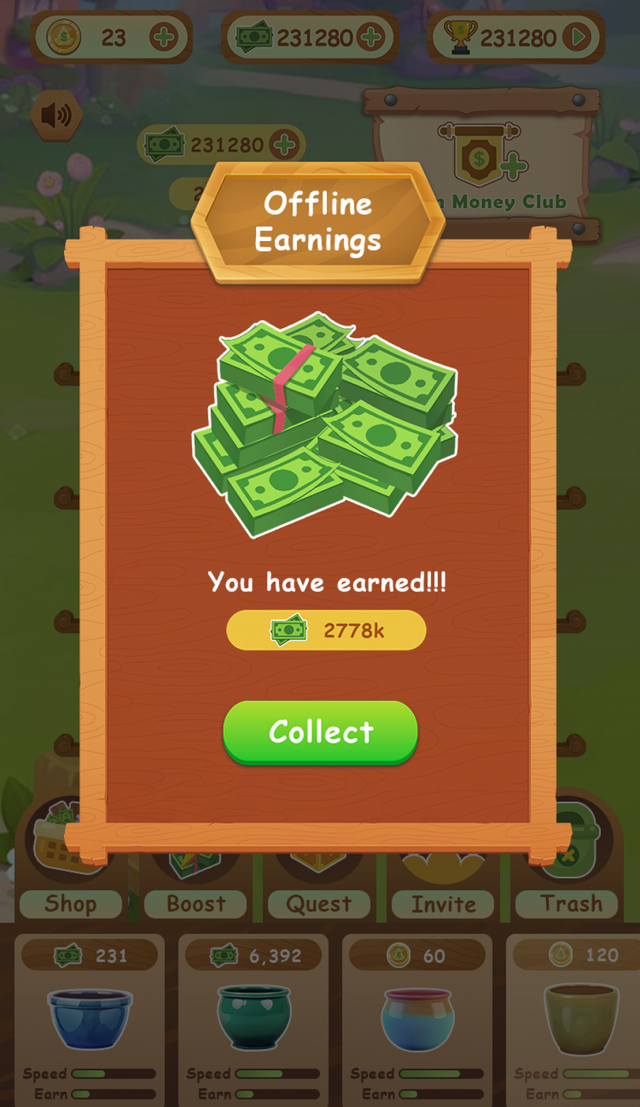 23
231280
231280
231280
2
Offline
Earnings
n Money Club
You have earned!!!
2778k
Collect
Shop
Boost
Quest
Invite
Trash
231
6,392
60
120
Speed
Speed
Speed
Speed
Earn
Earn
Earn
Earn